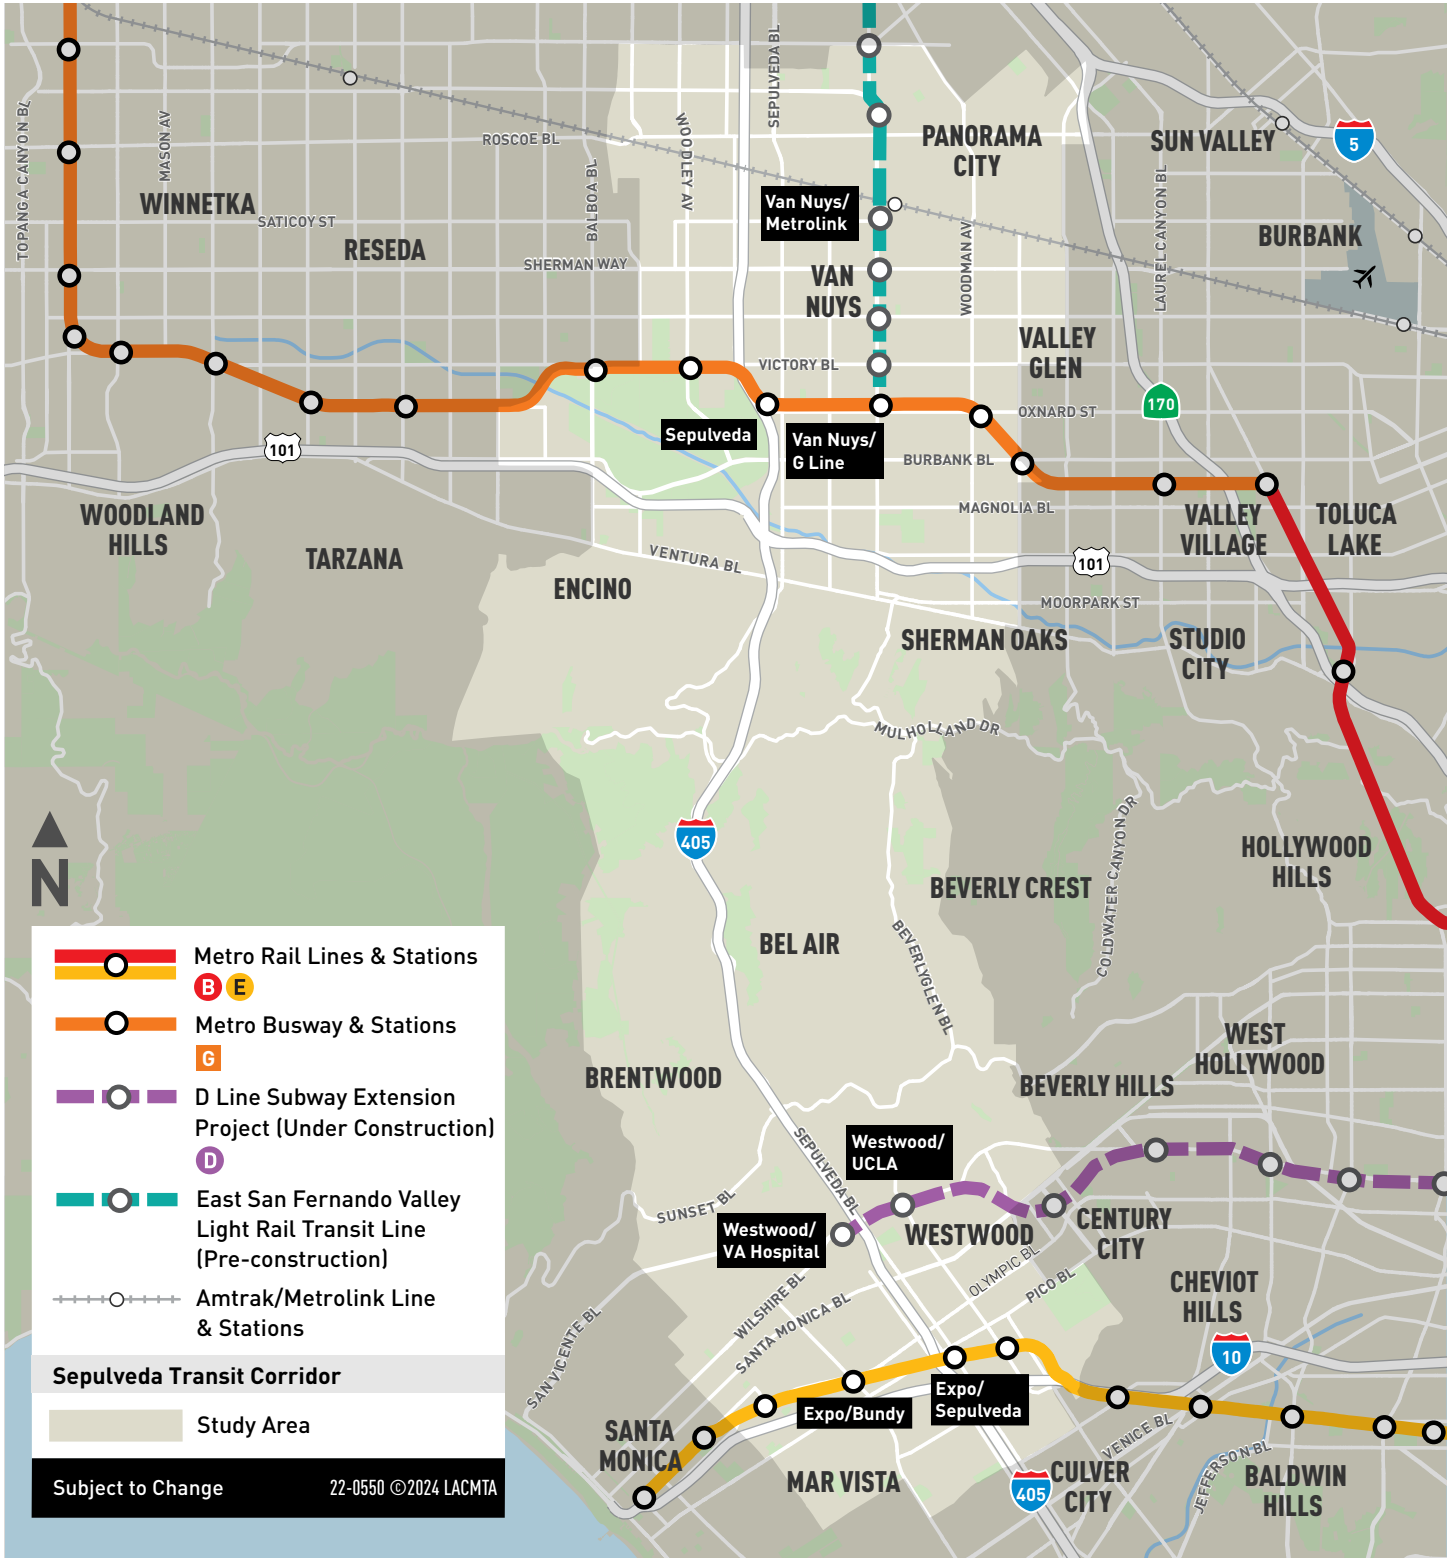 TOPANGA CANYON BL
MASON AV
WINNETKA
SATICOY ST
RESEDA
ROSCOE BL
BALBOA BL
SHERMAN WAY
WOODLEY AV
SEPULVEDA BL
PANORAMA
CITY
SUN VALLEY
5
Van Nuys/
Metrolink
VAN
NUYS
WOODMAN AV
LAUREL CANYON BL
BURBANK
VICTORY BL
VALLEY
GLEN
OXNARD ST
170
Sepulveda
Van Nuys/
G Line
BURBANK BL
MAGNOLIA BL
101
WOODLAND
HILLS
TARZANA
VENTURA BL
ENCINO
VALLEY
VILLAGE
TOLUCA
LAKE
101
MOORPARK ST
SHERMAN OAKS
STUDIO
CITY
MULHOLLAND DR
405
N
COLDWATER CANYON DR
HOLLYWOOD
HILLS
BEVERLY CREST
BEL AIR
BEVERLYGLEN BL
WEST
HOLLYWOOD
BRENTWOOD
BEVERLY HILLS
SEPULVEDA BL
Westwood/
UCLA
SUNSET BL
Westwood/
VA Hospital
WESTWOOD
CENTURY
CITY
OLYMPIC BL
PICO BL
CHEVIOT
HILLS
WILSHIRE BL
SANTA MONICA BL
SAN VICENTE BL
10
Expo/
Sepulveda
Expo/Bundy
SANTA
MONICA
MAR VISTA
VENICE BL
405
CULVER
CITY
JEFFERSON BL
BALDWIN
HILLS
Metro Rail Lines & Stations
B E
Metro Busway & Stations
G
D Line Subway Extension
Project (Under Construction)
D
East San Fernando Valley
Light Rail Transit Line
(Pre-construction)
Amtrak/Metrolink Line
& Stations
Sepulveda Transit Corridor
Study Area
Subject to Change 22-0550 ©2024 LACMTA